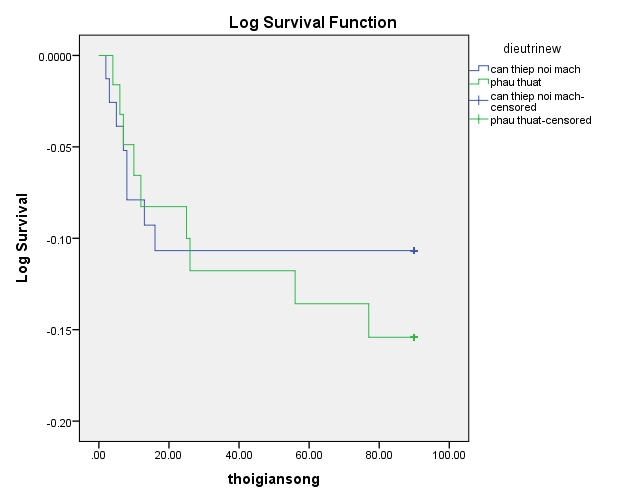 Log Survival Function
dieutrinew
can thiep noi mach
phau thuat
can thiep noi mach-
censored
phau thuat-censored
0.0000
-0.05
-0.10
-0.15
-0.20
Log Survival
.00
20.00
40.00
60.00
80.00
100.00
thoigiansong